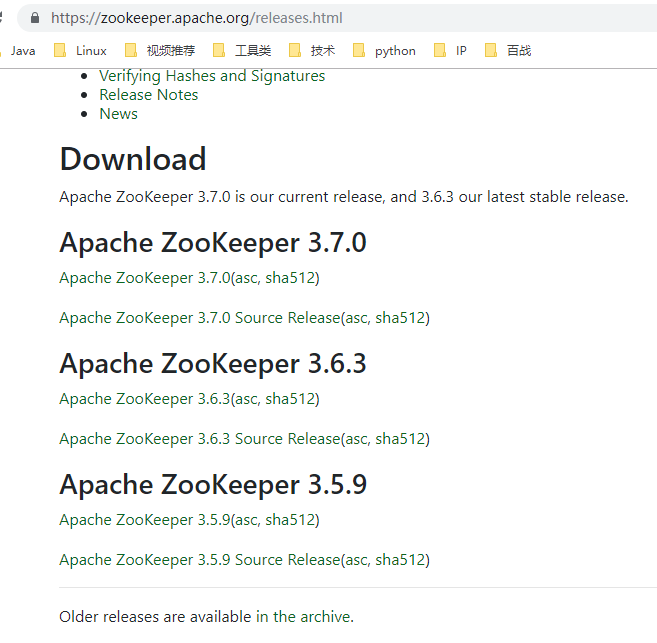 https://zookeeper.apache.org/releases.html
Java Linux 视频推荐 工具类 技术 python IP 百战
Verifying Hashes and Signatures
Release Notes
News
Download
Apache ZooKeeper 3.7.0 is our current release, and 3.6.3 our latest stable release.
Apache ZooKeeper 3.7.0
Apache ZooKeeper 3.7.0(asc, sha512)
Apache ZooKeeper 3.7.0 Source Release(asc, sha512)
Apache ZooKeeper 3.6.3
Apache ZooKeeper 3.6.3(asc, sha512)
Apache ZooKeeper 3.6.3 Source Release(asc, sha512)
Apache ZooKeeper 3.5.9
Apache ZooKeeper 3.5.9(asc, sha512)
Apache ZooKeeper 3.5.9 Source Release(asc, sha512)
Older releases are available in the archive.